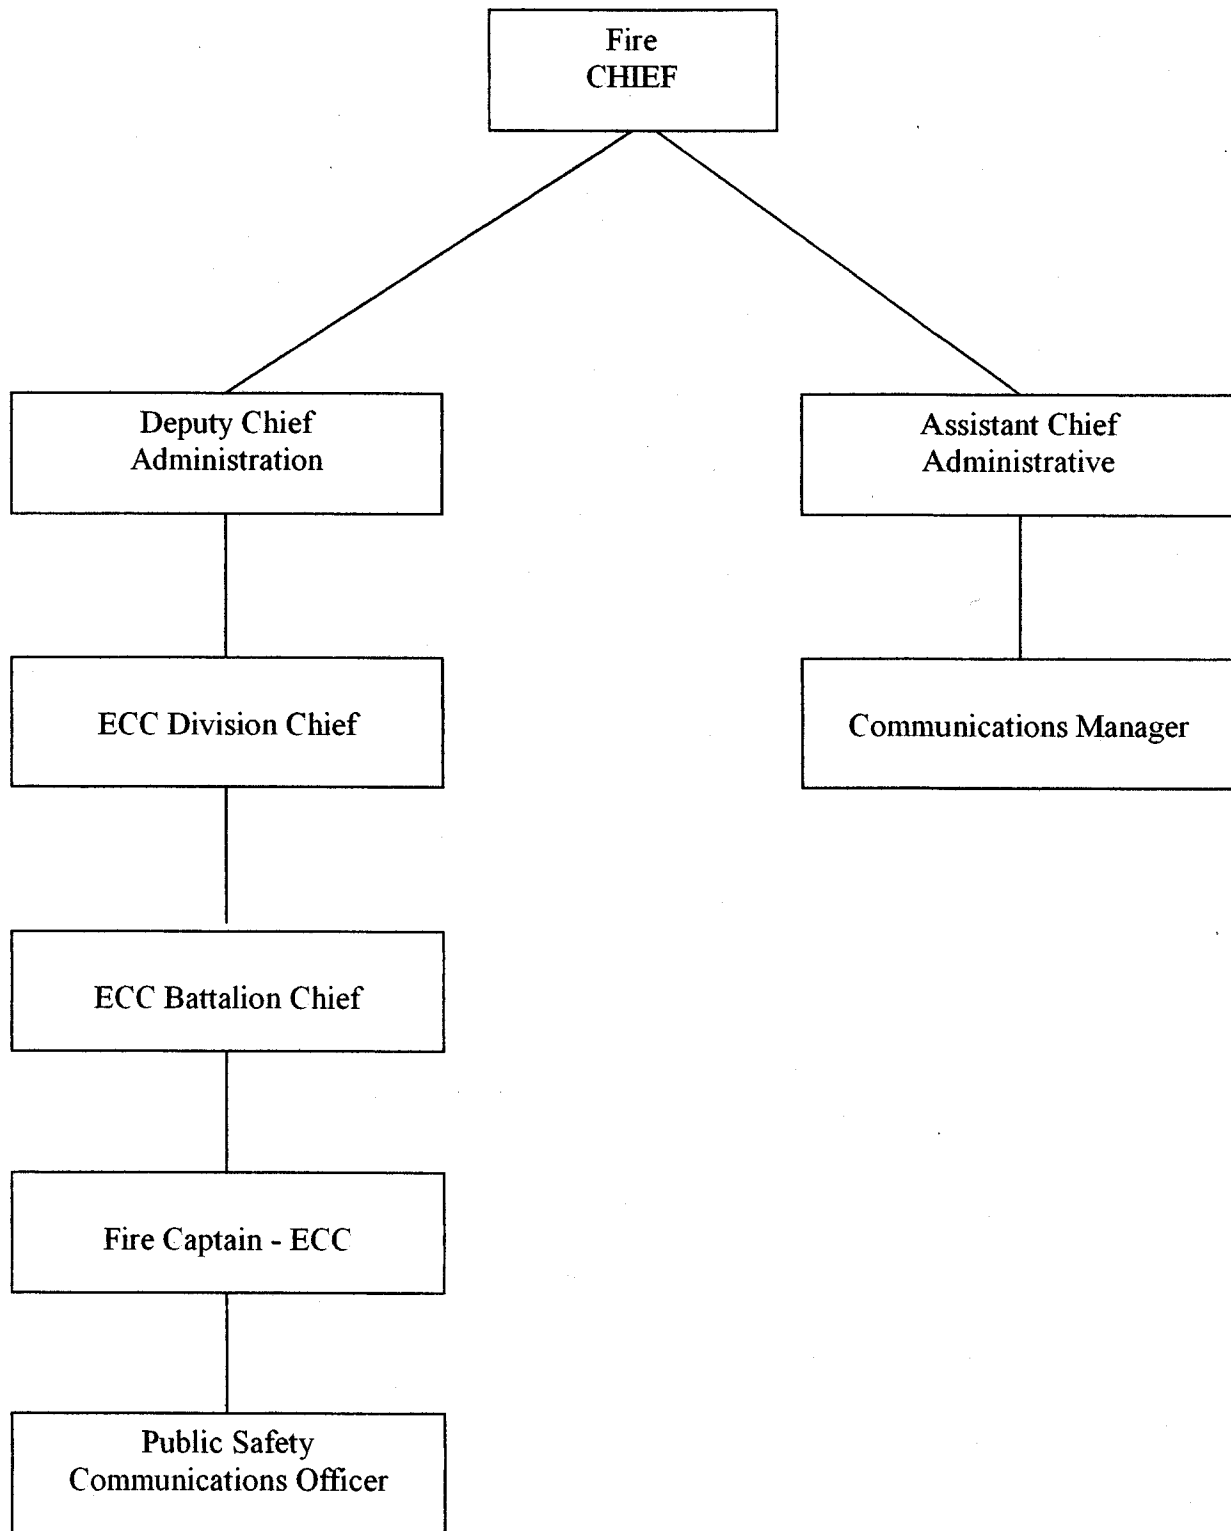 Fire
CHIEF
Deputy Chief
Administration
Assistant Chief
Administrative
ECC Division Chief
Communications Manager
ECC Battalion Chief
Fire Captain - ECC
Public Safety
Communications Officer